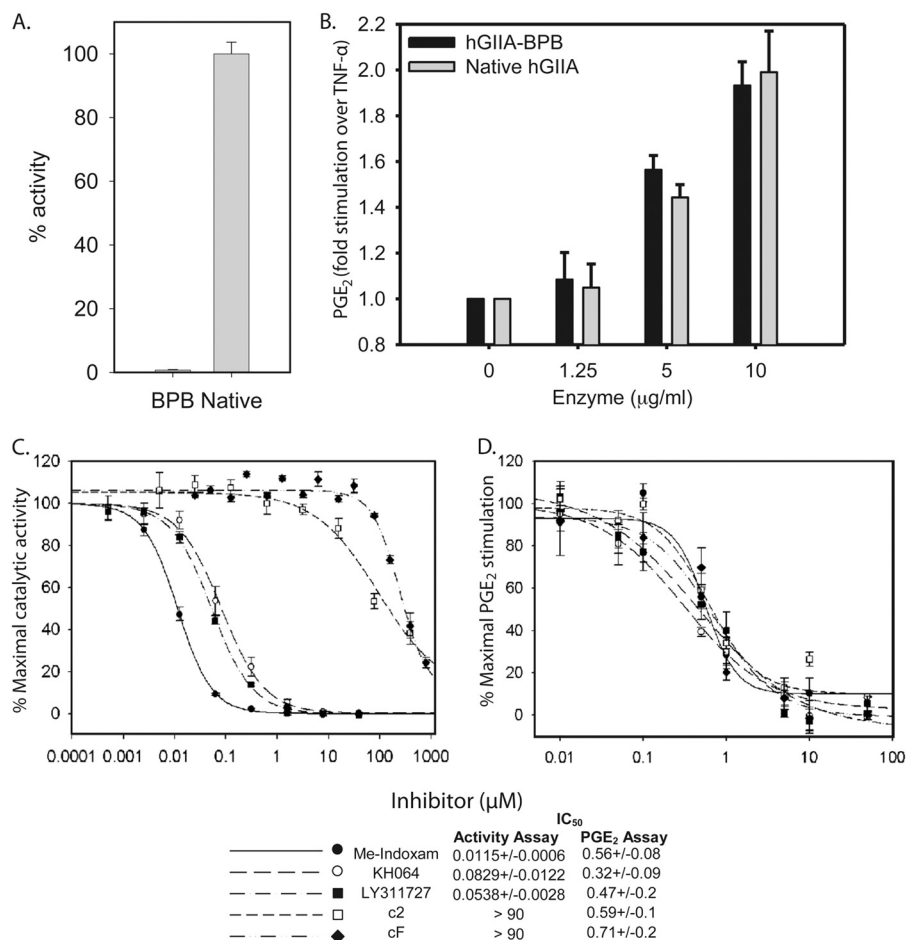 A.
100
80
60
40
20
0
% activity
BPB Native
B.
hGIIA-BPB
Native hGIIA
2.2
2.0
1.8
1.6
1.4
1.2
1.0
0.8
PGE2 (fold stimulation over TNF-α)
0 1.25 5 10
Enzyme (μg/ml)
C.
120
100
80
60
40
20
0
% Maximal catalytic activity
0.0001 0.001 0.01 0.1 1 10 100 1000
D.
120
100
80
60
40
20
0
% Maximal PGE2 stimulation
0.01 0.1 1 10 100
Inhibitor (μM)
IC50
Activity Assay PGE2 Assay
Me-Indoxam 0.0115+/-0.0006 0.56+/-0.08
KH064 0.0829+/-0.0122 0.32+/-0.09
LY311727 0.0538+/-0.0028 0.47+/-0.2
c2 > 90 0.59+/-0.1
cF > 90 0.71+/-0.2